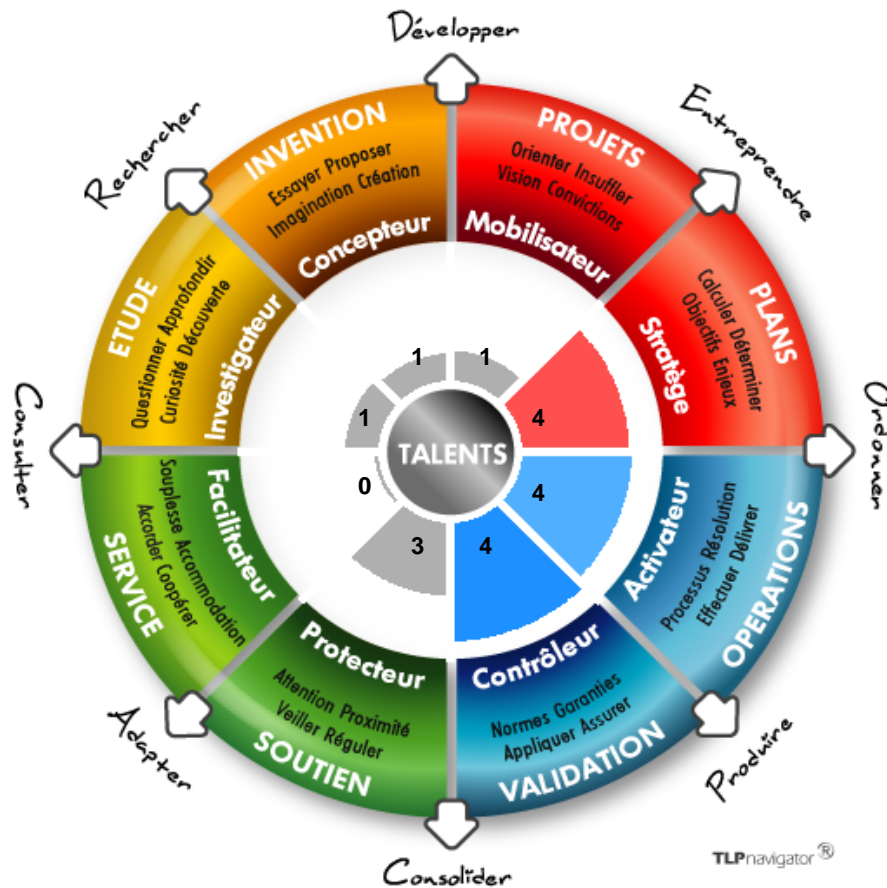 Développer
Entreprendre
Ordonner
Produire
Consolider
Adapter
Consulter
Rechercher
INVENTION
Essayer Proposer
Imagination Création
Concepteur
PROJETS
Orienter Insuffler
Vision Convictions
Mobilisateur
PLANS
Calculer Déterminer
Objectifs Enjeux
Stratège
OPERATIONS
Processus Résolution
Effectuer Délivrer
Activateur
VALIDATION
Normes Garanties
Appliquer Assurer
Contrôleur
SOUTIEN
Attention Proximité
Veiller Réguler
Protecteur
SERVICE
Souplesse Accommodation
Accorder Coopérer
Facilitateur
ETUDE
Questionner Approfondir
Curiosité Découverte
Investigateur
1
1
4
4
4
3
0
1
TALENTS
TLPnavigator ®